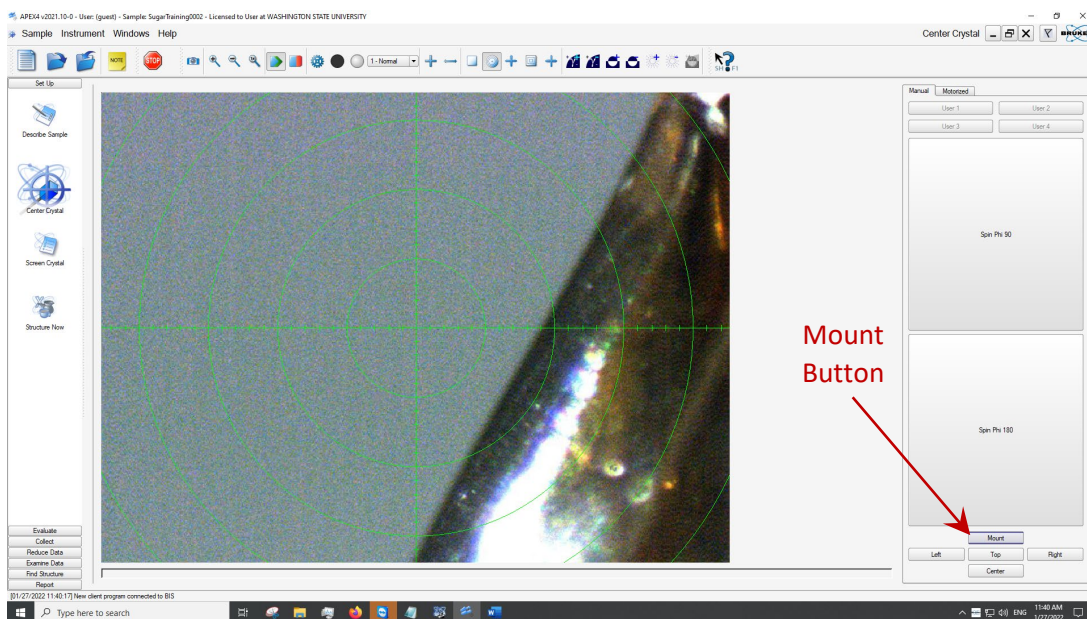 APEX4 v2021.10-0 - User: (guest) - Sample: SugarTraining0002 - Licensed to User at WASHINGTON STATE UNIVERSITY
Sample Instrument Windows Help
Center Crystal
BRUKE
NOTE
STOP
1 - Normal
SHIFT
Set Up
Describe Sample
Center Crystal
Screen Crystal
Structure Now
Evaluate
Collect
Reduce Data
Examine Data
Find Structure
Report
Manual Motorized
User 1 User 2
User 3 User 4
Spin Phi 90
Mount
Button
Spin Phi 180
Mount
Left Top Right
Center
[01/27/2022 11:40:17] New client program connected to BIS
Type here to search
ENG
11:40 AM
1/27/2022